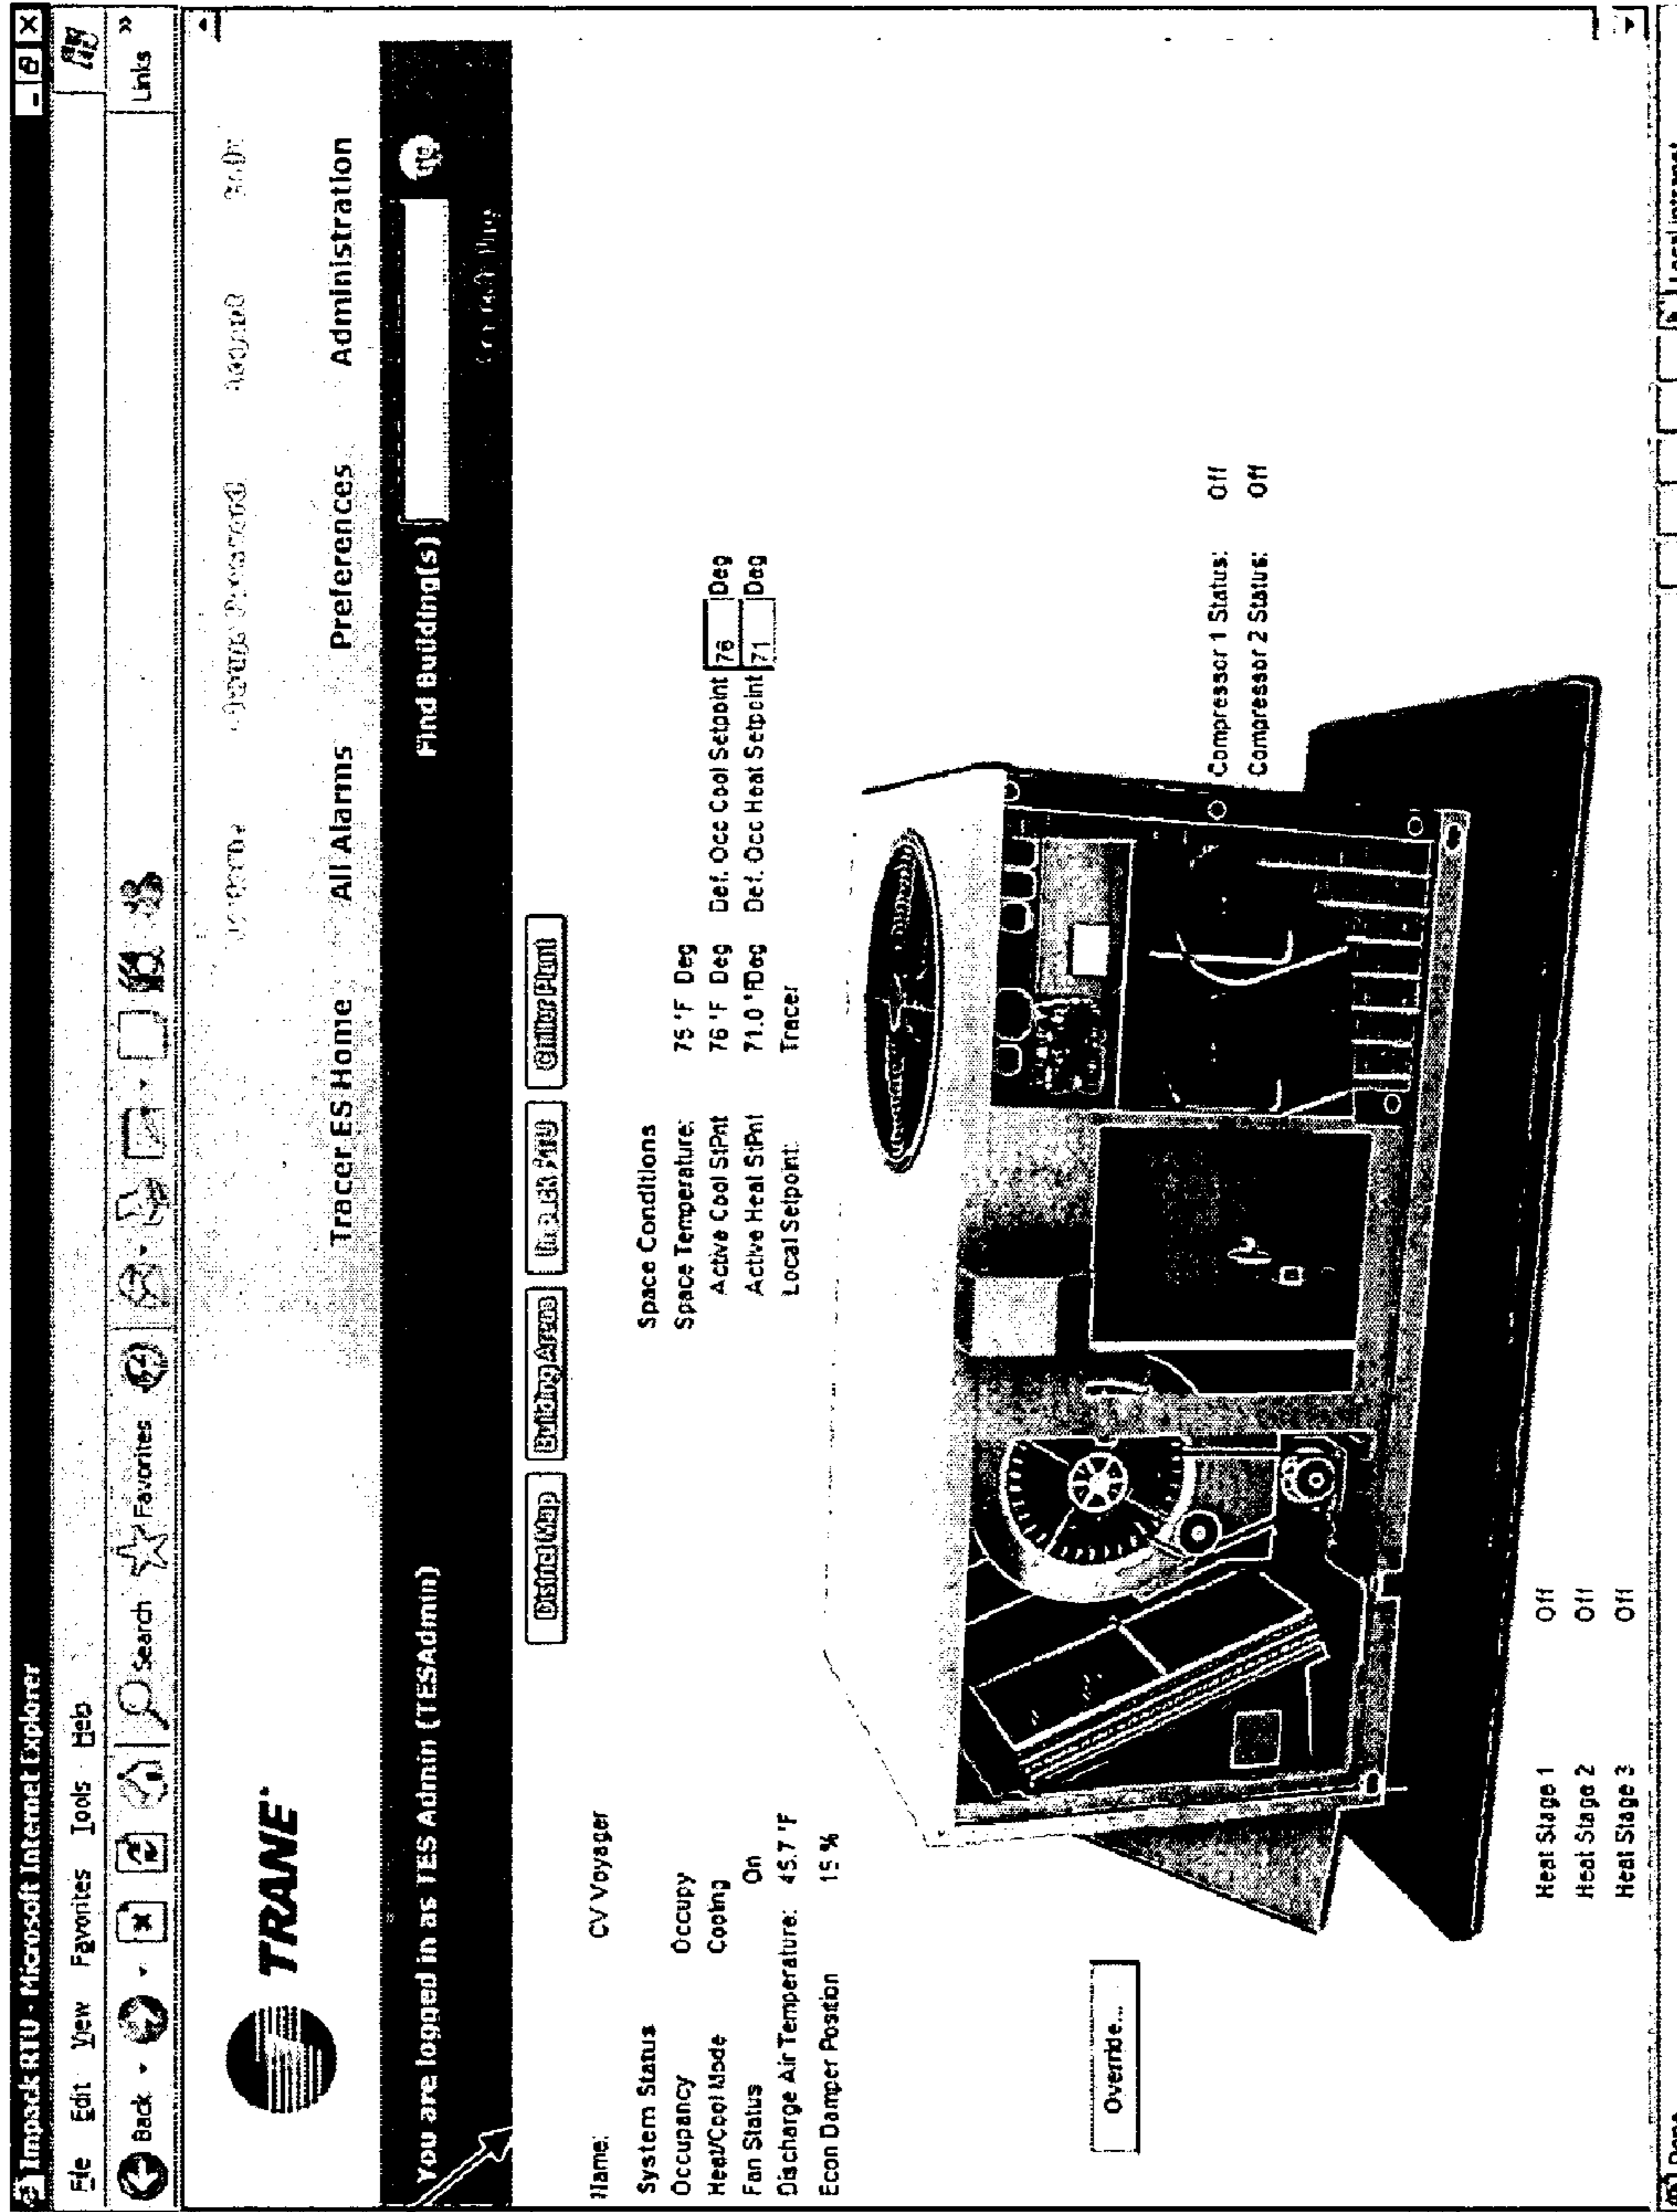 Impack RTU - Microsoft Internet Explorer
File Edit View Favorites Tools Help
Back Search Favorites Links »
TRANE
Tracer ES Home All Alarms Preferences Administration
You are logged in as TES Admin (TESAdmin) Find Building(s)
District Map Building Areas Chiller Plant
Name: CV Voyager
System Status Space Conditions
Occupancy Occupy Space Temperature: 75 °F Deg
Heat/Cool Mode Cooling Active Cool StPnt 76 °F Deg Def. Occ Cool Setpoint 76 Deg
Fan Status On Active Heat StPnt 71.0 °F Deg Def. Occ Heat Setpoint 71 Deg
Discharge Air Temperature: 45.7 °F Local Setpoint: Tracer
Econ Damper Position 15 %
Override...
Compressor 1 Status: Off
Compressor 2 Status: Off
Heat Stage 1 Off
Heat Stage 2 Off
Heat Stage 3 Off
Done Local intranet